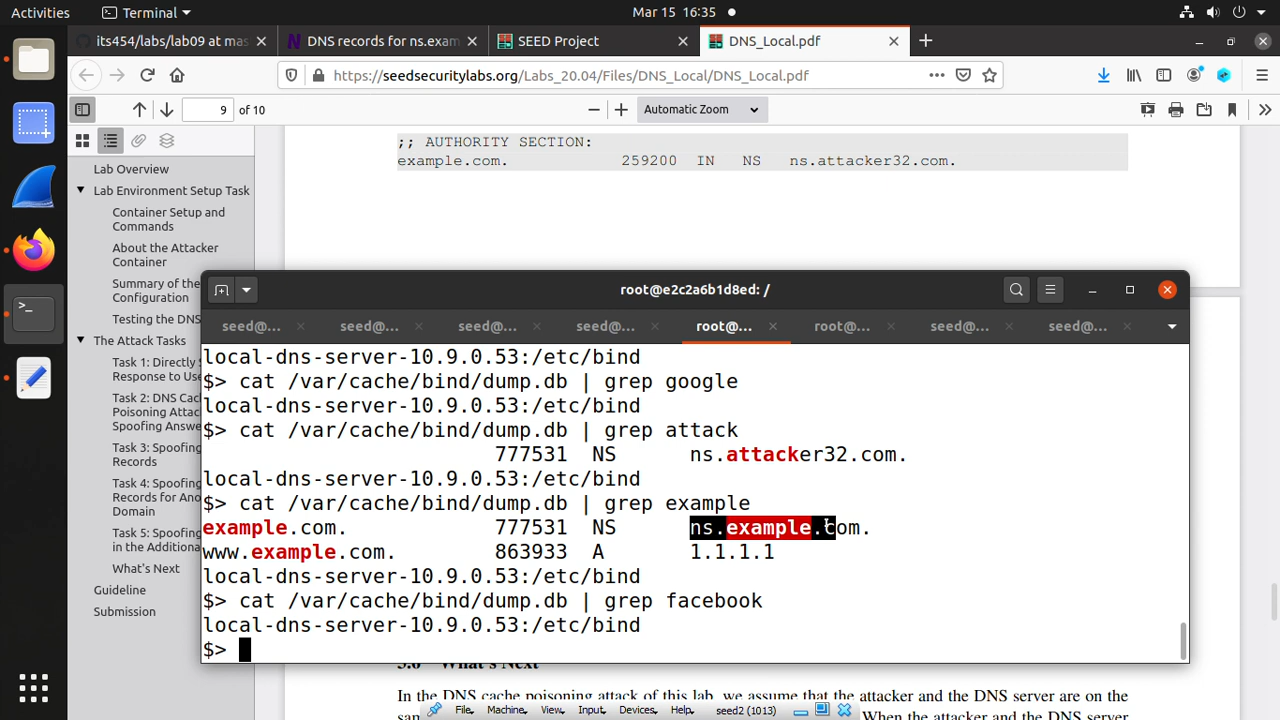 Activities
Terminal
Mar 15 16:35
its454/labs/lab09 at mas
DNS records for ns.exam
SEED Project
DNS_Local.pdf
https://seedsecuritylabs.org/Labs_20.04/Files/DNS_Local/DNS_Local.pdf
9 of 10
Automatic Zoom
;; AUTHORITY SECTION:
example.com. 259200 IN NS ns.attacker32.com.
Lab Overview
Lab Environment Setup Task
Container Setup and
Commands
About the Attacker
Container
Summary of the
Configuration
Testing the DNS
The Attack Tasks
Task 1: Directly
Response to Use
Task 2: DNS Cac
Poisoning Attac
Spoofing Answe
Task 3: Spoofing
Records
Task 4: Spoofing
Records for Ano
Domain
Task 5: Spoofing
in the Additiona
What's Next
Guideline
Submission
root@e2c2a6b1d8ed: /
seed@... seed@... seed@... seed@... root@... root@... seed@... seed@...
local-dns-server-10.9.0.53:/etc/bind
$> cat /var/cache/bind/dump.db | grep google
local-dns-server-10.9.0.53:/etc/bind
$> cat /var/cache/bind/dump.db | grep attack
777531 NS ns.attacker32.com.
local-dns-server-10.9.0.53:/etc/bind
$> cat /var/cache/bind/dump.db | grep example
example.com. 777531 NS ns.example.com.
www.example.com. 863933 A 1.1.1.1
local-dns-server-10.9.0.53:/etc/bind
$> cat /var/cache/bind/dump.db | grep facebook
local-dns-server-10.9.0.53:/etc/bind
$>
What's Next
In the DNS cache poisoning attack of this lab, we assume that the attacker and the DNS server are on the
When the attacker and the DNS server
File Machine View Input Devices Help seed2 (1013)